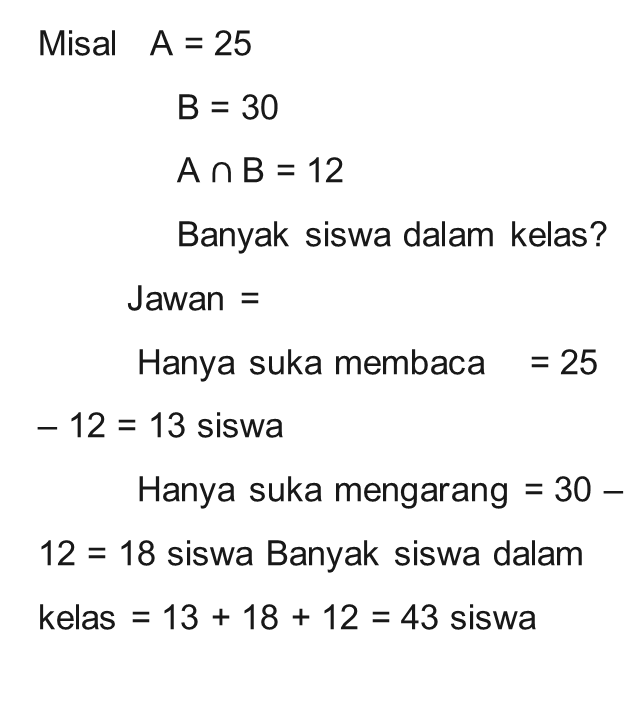 Misal A = 25
B = 30
A ∩ B = 12
Banyak siswa dalam kelas?
Jawan =
Hanya suka membaca = 25
– 12 = 13 siswa
Hanya suka mengarang = 30 –
12 = 18 siswa Banyak siswa dalam
kelas = 13 + 18 + 12 = 43 siswa